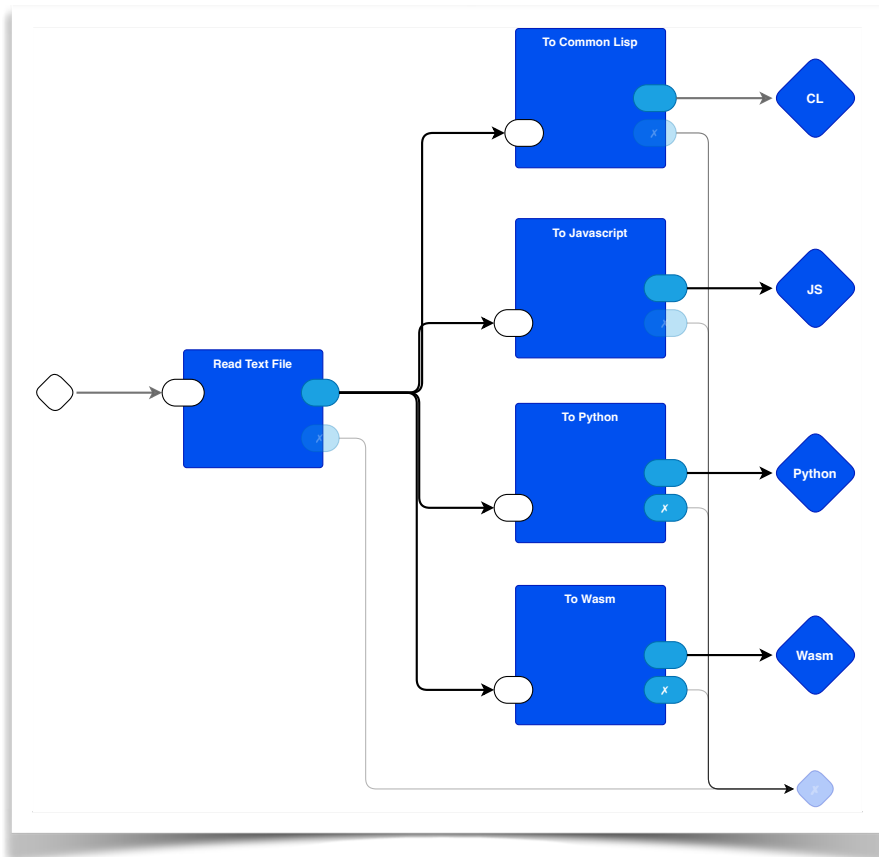 To Common Lisp
CL
✗
To Javascript
JS
✗
Read Text File
✗
To Python
Python
✗
To Wasm
Wasm
✗
✗